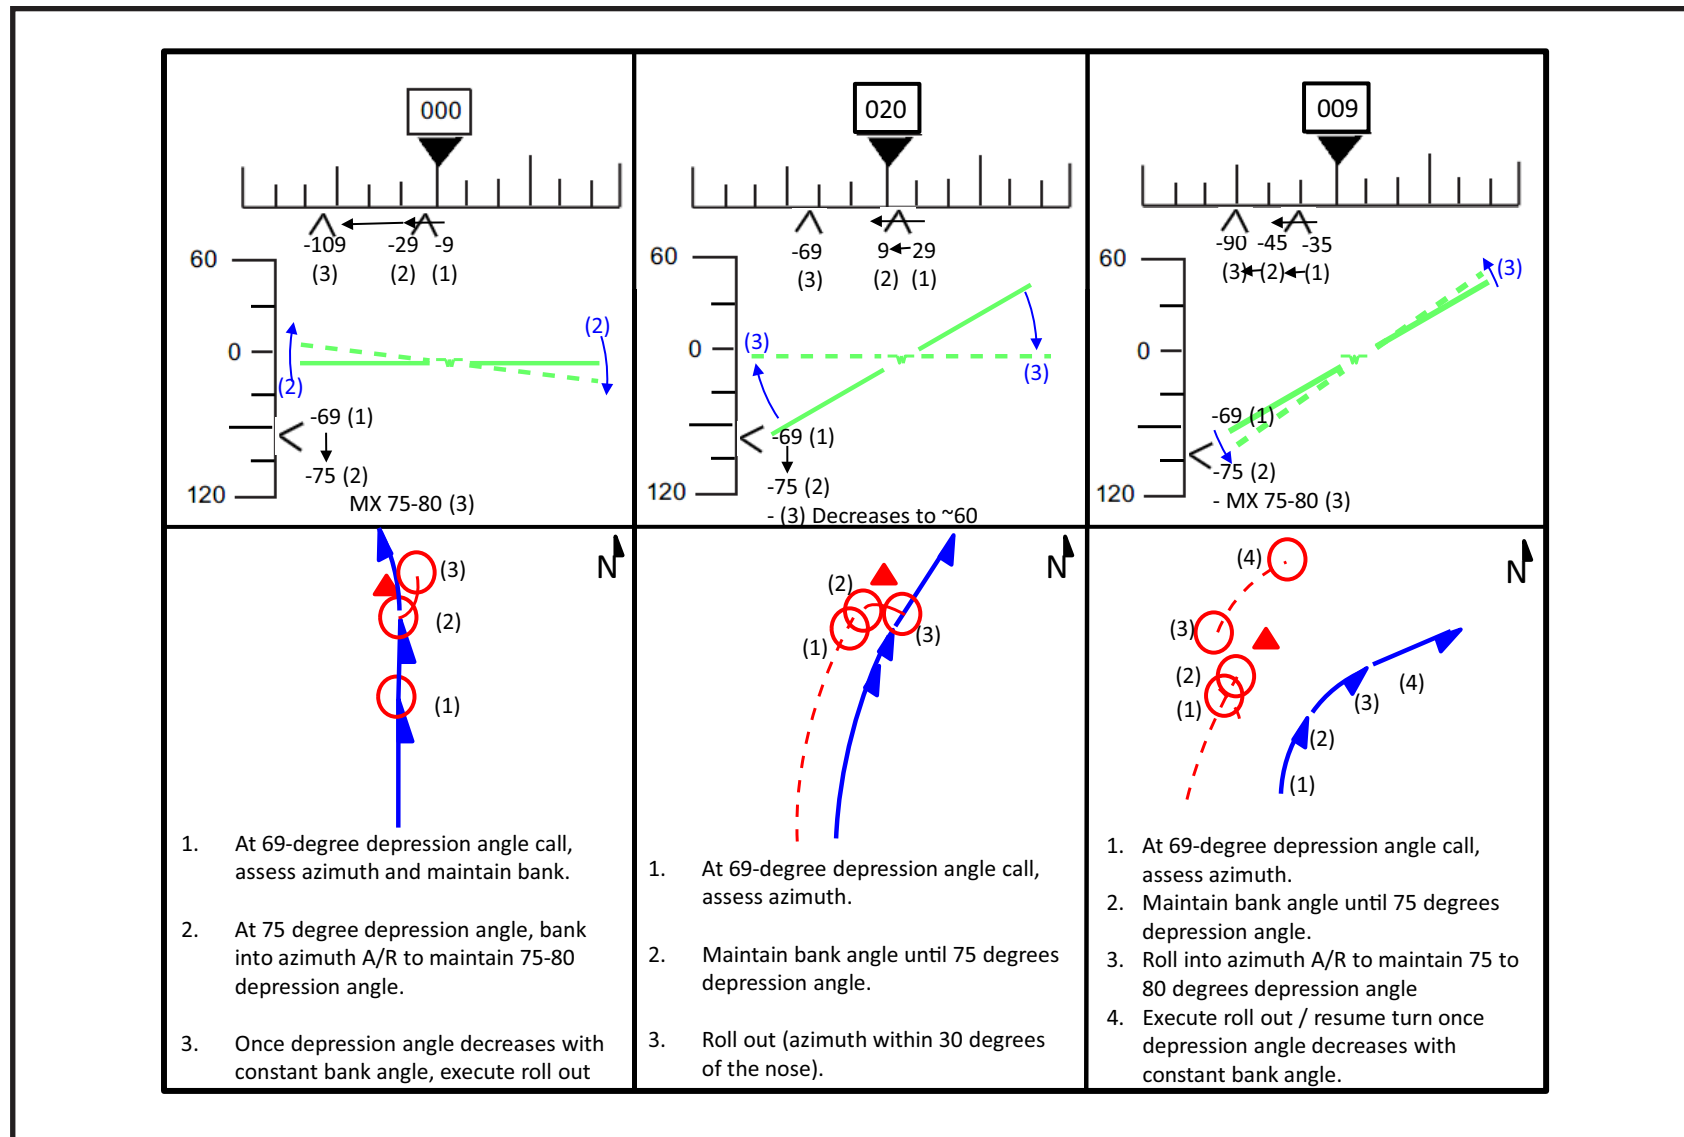 000
-109 -29 -9
(3) (2) (1)
60
0
120
(2)
(2)
-69 (1)
-75 (2)
MX 75-80 (3)
020
-69 9 29
(3) (2) (1)
60
0
120
(3)
(3)
-69 (1)
-75 (2)
- (3) Decreases to ~60
009
-90 -45 -35
(3) (2) (1)
60
0
120
(3)
-69 (1)
-75 (2)
- MX 75-80 (3)
N
(3)
(2)
(1)
1. At 69-degree depression angle call,
assess azimuth and maintain bank.
2. At 75 degree depression angle, bank
into azimuth A/R to maintain 75-80
depression angle.
3. Once depression angle decreases with
constant bank angle, execute roll out
N
(2)
(1)
(3)
1. At 69-degree depression angle call,
assess azimuth.
2. Maintain bank angle until 75 degrees
depression angle.
3. Roll out (azimuth within 30 degrees
of the nose).
N
(4)
(3)
(2)
(1)
(4)
(3)
(2)
(1)
1. At 69-degree depression angle call,
assess azimuth.
2. Maintain bank angle until 75 degrees
depression angle.
3. Roll into azimuth A/R to maintain 75 to
80 degrees depression angle
4. Execute roll out / resume turn once
depression angle decreases with
constant bank angle.